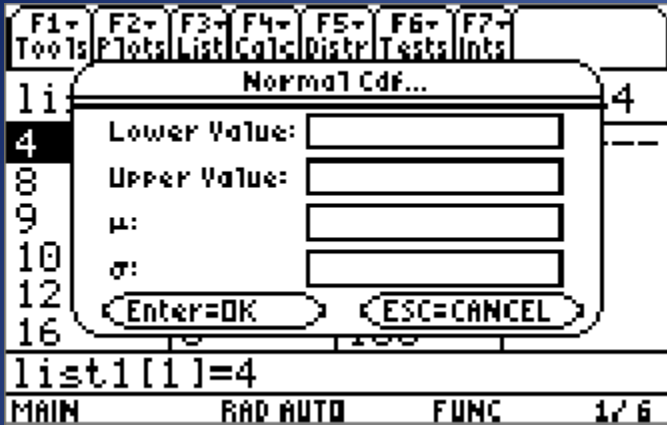 F1 F2 F3 F4 F5 F6 F7
Tools Plots List Calc Distr Tests Ints
Normal Cdf...
li 4
Lower Value:
4 ---
Upper Value:
8
9
μ:
10
σ:
12
Enter=OK ESC=CANCEL
16
list1[1]=4
MAIN RAD AUTO FUNC 1/6